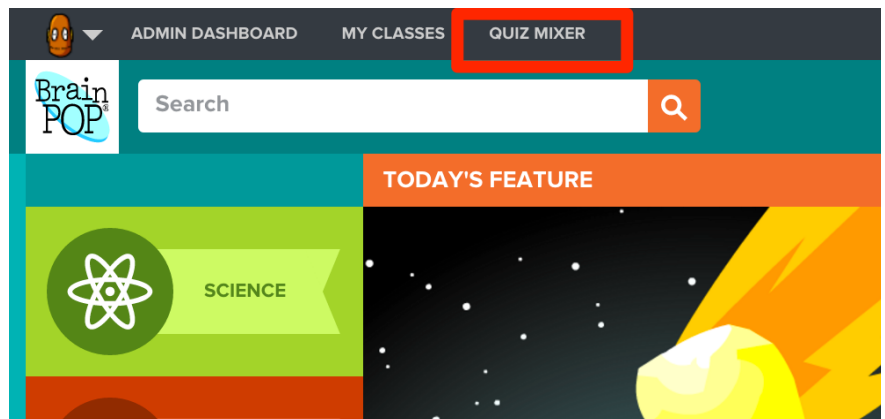 ADMIN DASHBOARD MY CLASSES QUIZ MIXER
Brain
POP®
Search
TODAY'S FEATURE
SCIENCE